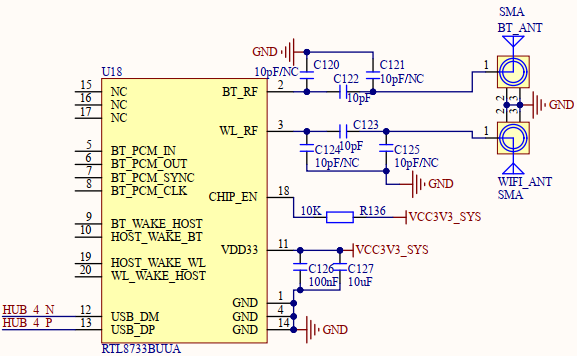 SMA
BT_ANT
GND
C120
10pF/NC
C121
10pF/NC
C122
10pF
1
2
3
2
3
GND
1
WIFI_ANT
SMA
U18
15 NC
16 NC
17 NC
BT_RF 2
WL_RF 3
C123
10pF
C124
10pF/NC
C125
10pF/NC
GND
5 BT_PCM_IN
6 BT_PCM_OUT
7 BT_PCM_SYNC
8 BT_PCM_CLK
CHIP_EN 18
10K R136
VCC3V3_SYS
9 BT_WAKE_HOST
10 HOST_WAKE_BT
VDD33 11
VCC3V3_SYS
19 HOST_WAKE_WL
20 WL_WAKE_HOST
C126
100nF
C127
10uF
HUB_4_N 12 USB_DM
HUB_4_P 13 USB_DP
GND 1
GND 4
GND 14
GND
RTL8733BUUA